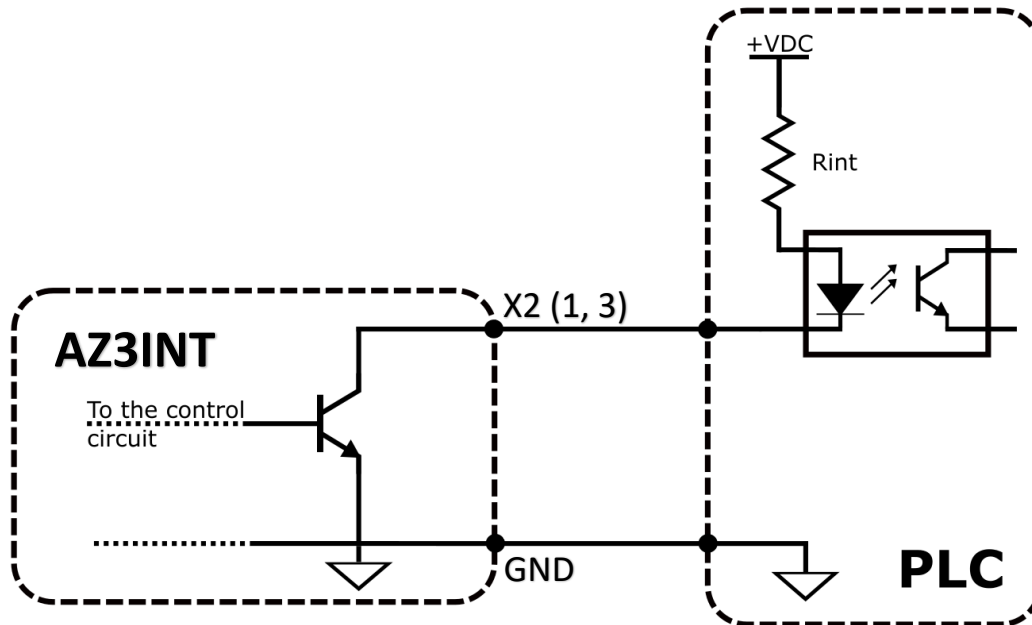 +VDC
Rint
X2 (1, 3)
AZ3INT
To the control
circuit
GND
PLC